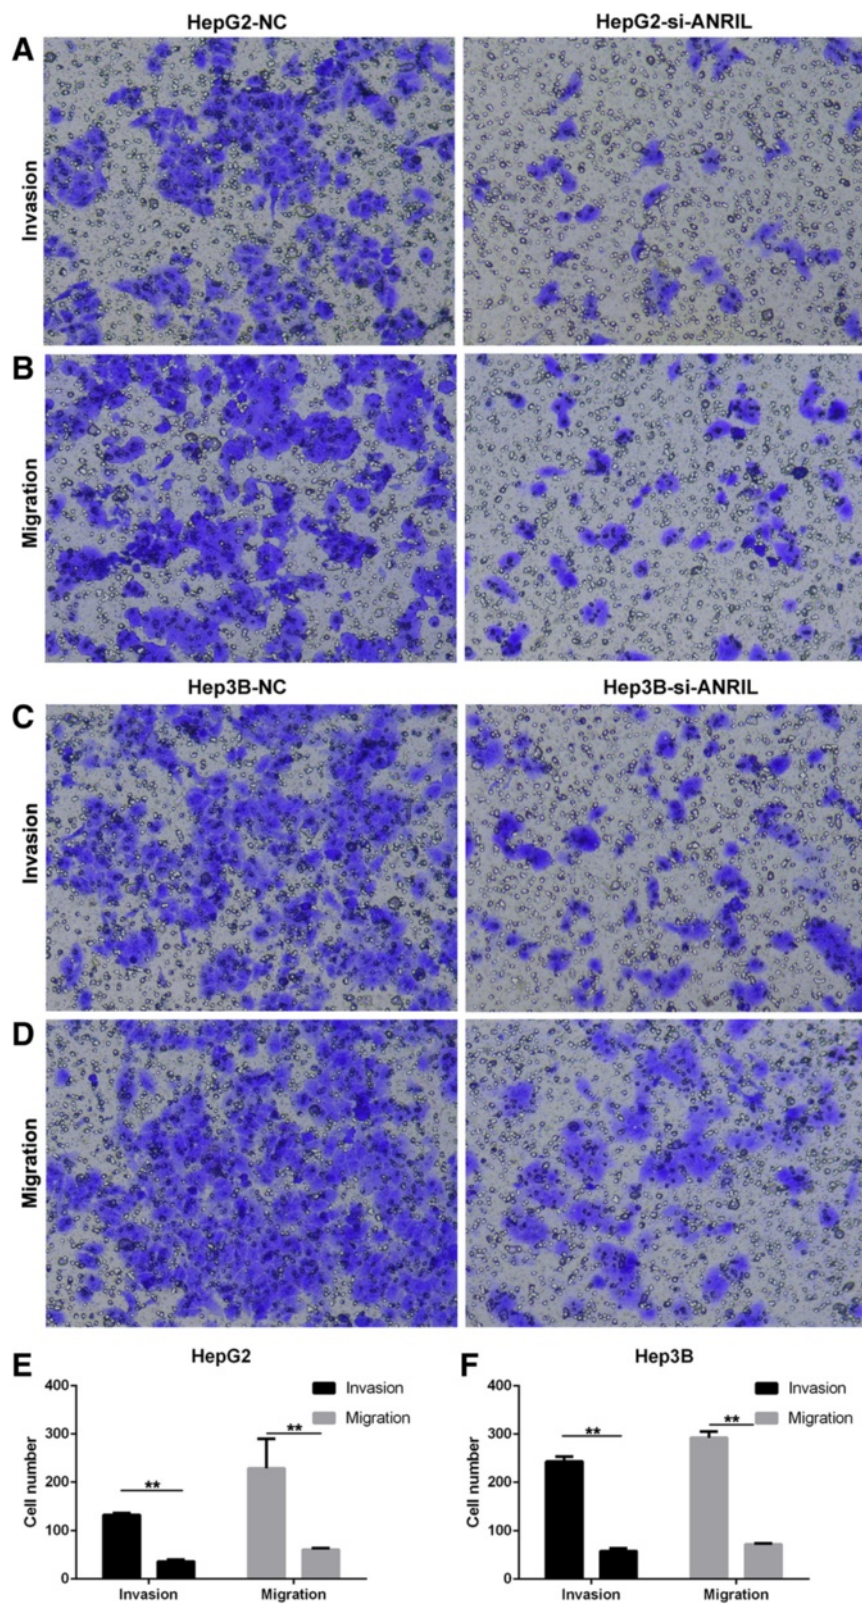 HepG2-NC HepG2-si-ANRIL
A
Invasion
B
Migration
Hep3B-NC Hep3B-si-ANRIL
C
Invasion
D
Migration
E HepG2
Cell number
400
300
200
100
0
Invasion
Migration
**
**
Invasion Migration
F Hep3B
Cell number
400
300
200
100
0
Invasion
Migration
**
**
Invasion Migration